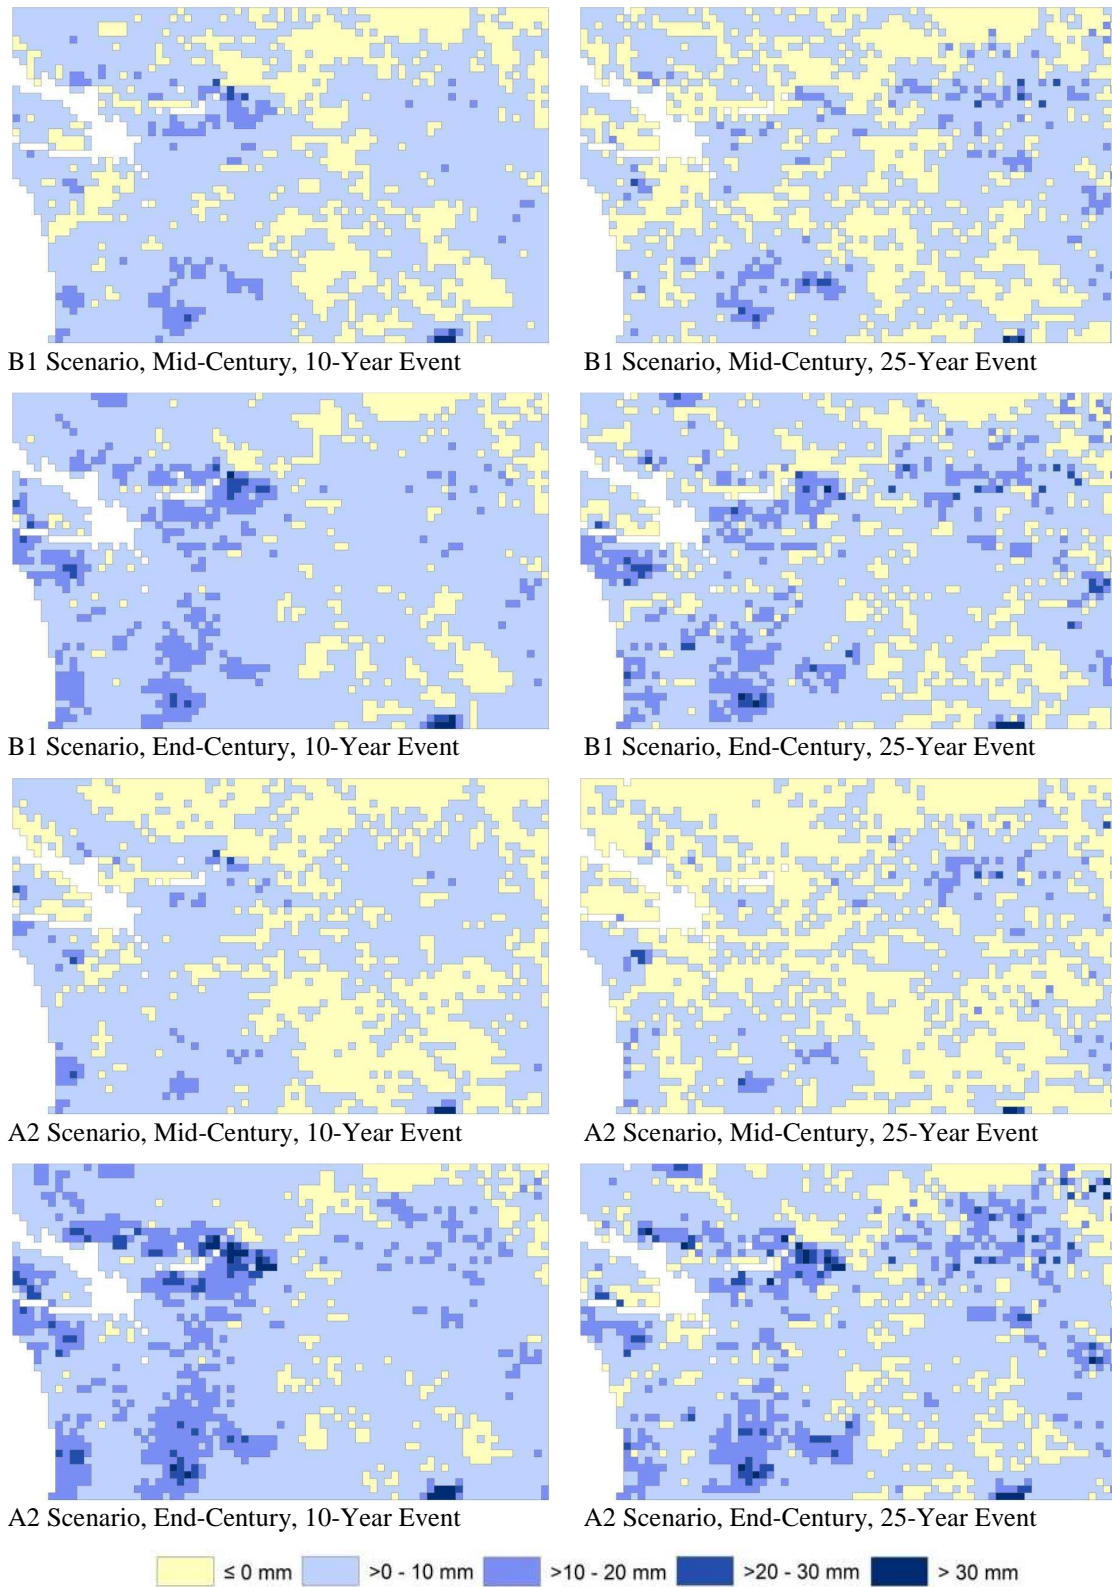 B1 Scenario, Mid-Century, 10-Year Event
B1 Scenario, Mid-Century, 25-Year Event
B1 Scenario, End-Century, 10-Year Event
B1 Scenario, End-Century, 25-Year Event
A2 Scenario, Mid-Century, 10-Year Event
A2 Scenario, Mid-Century, 25-Year Event
A2 Scenario, End-Century, 10-Year Event
A2 Scenario, End-Century, 25-Year Event
≤ 0 mm >0 - 10 mm >10 - 20 mm >20 - 30 mm > 30 mm